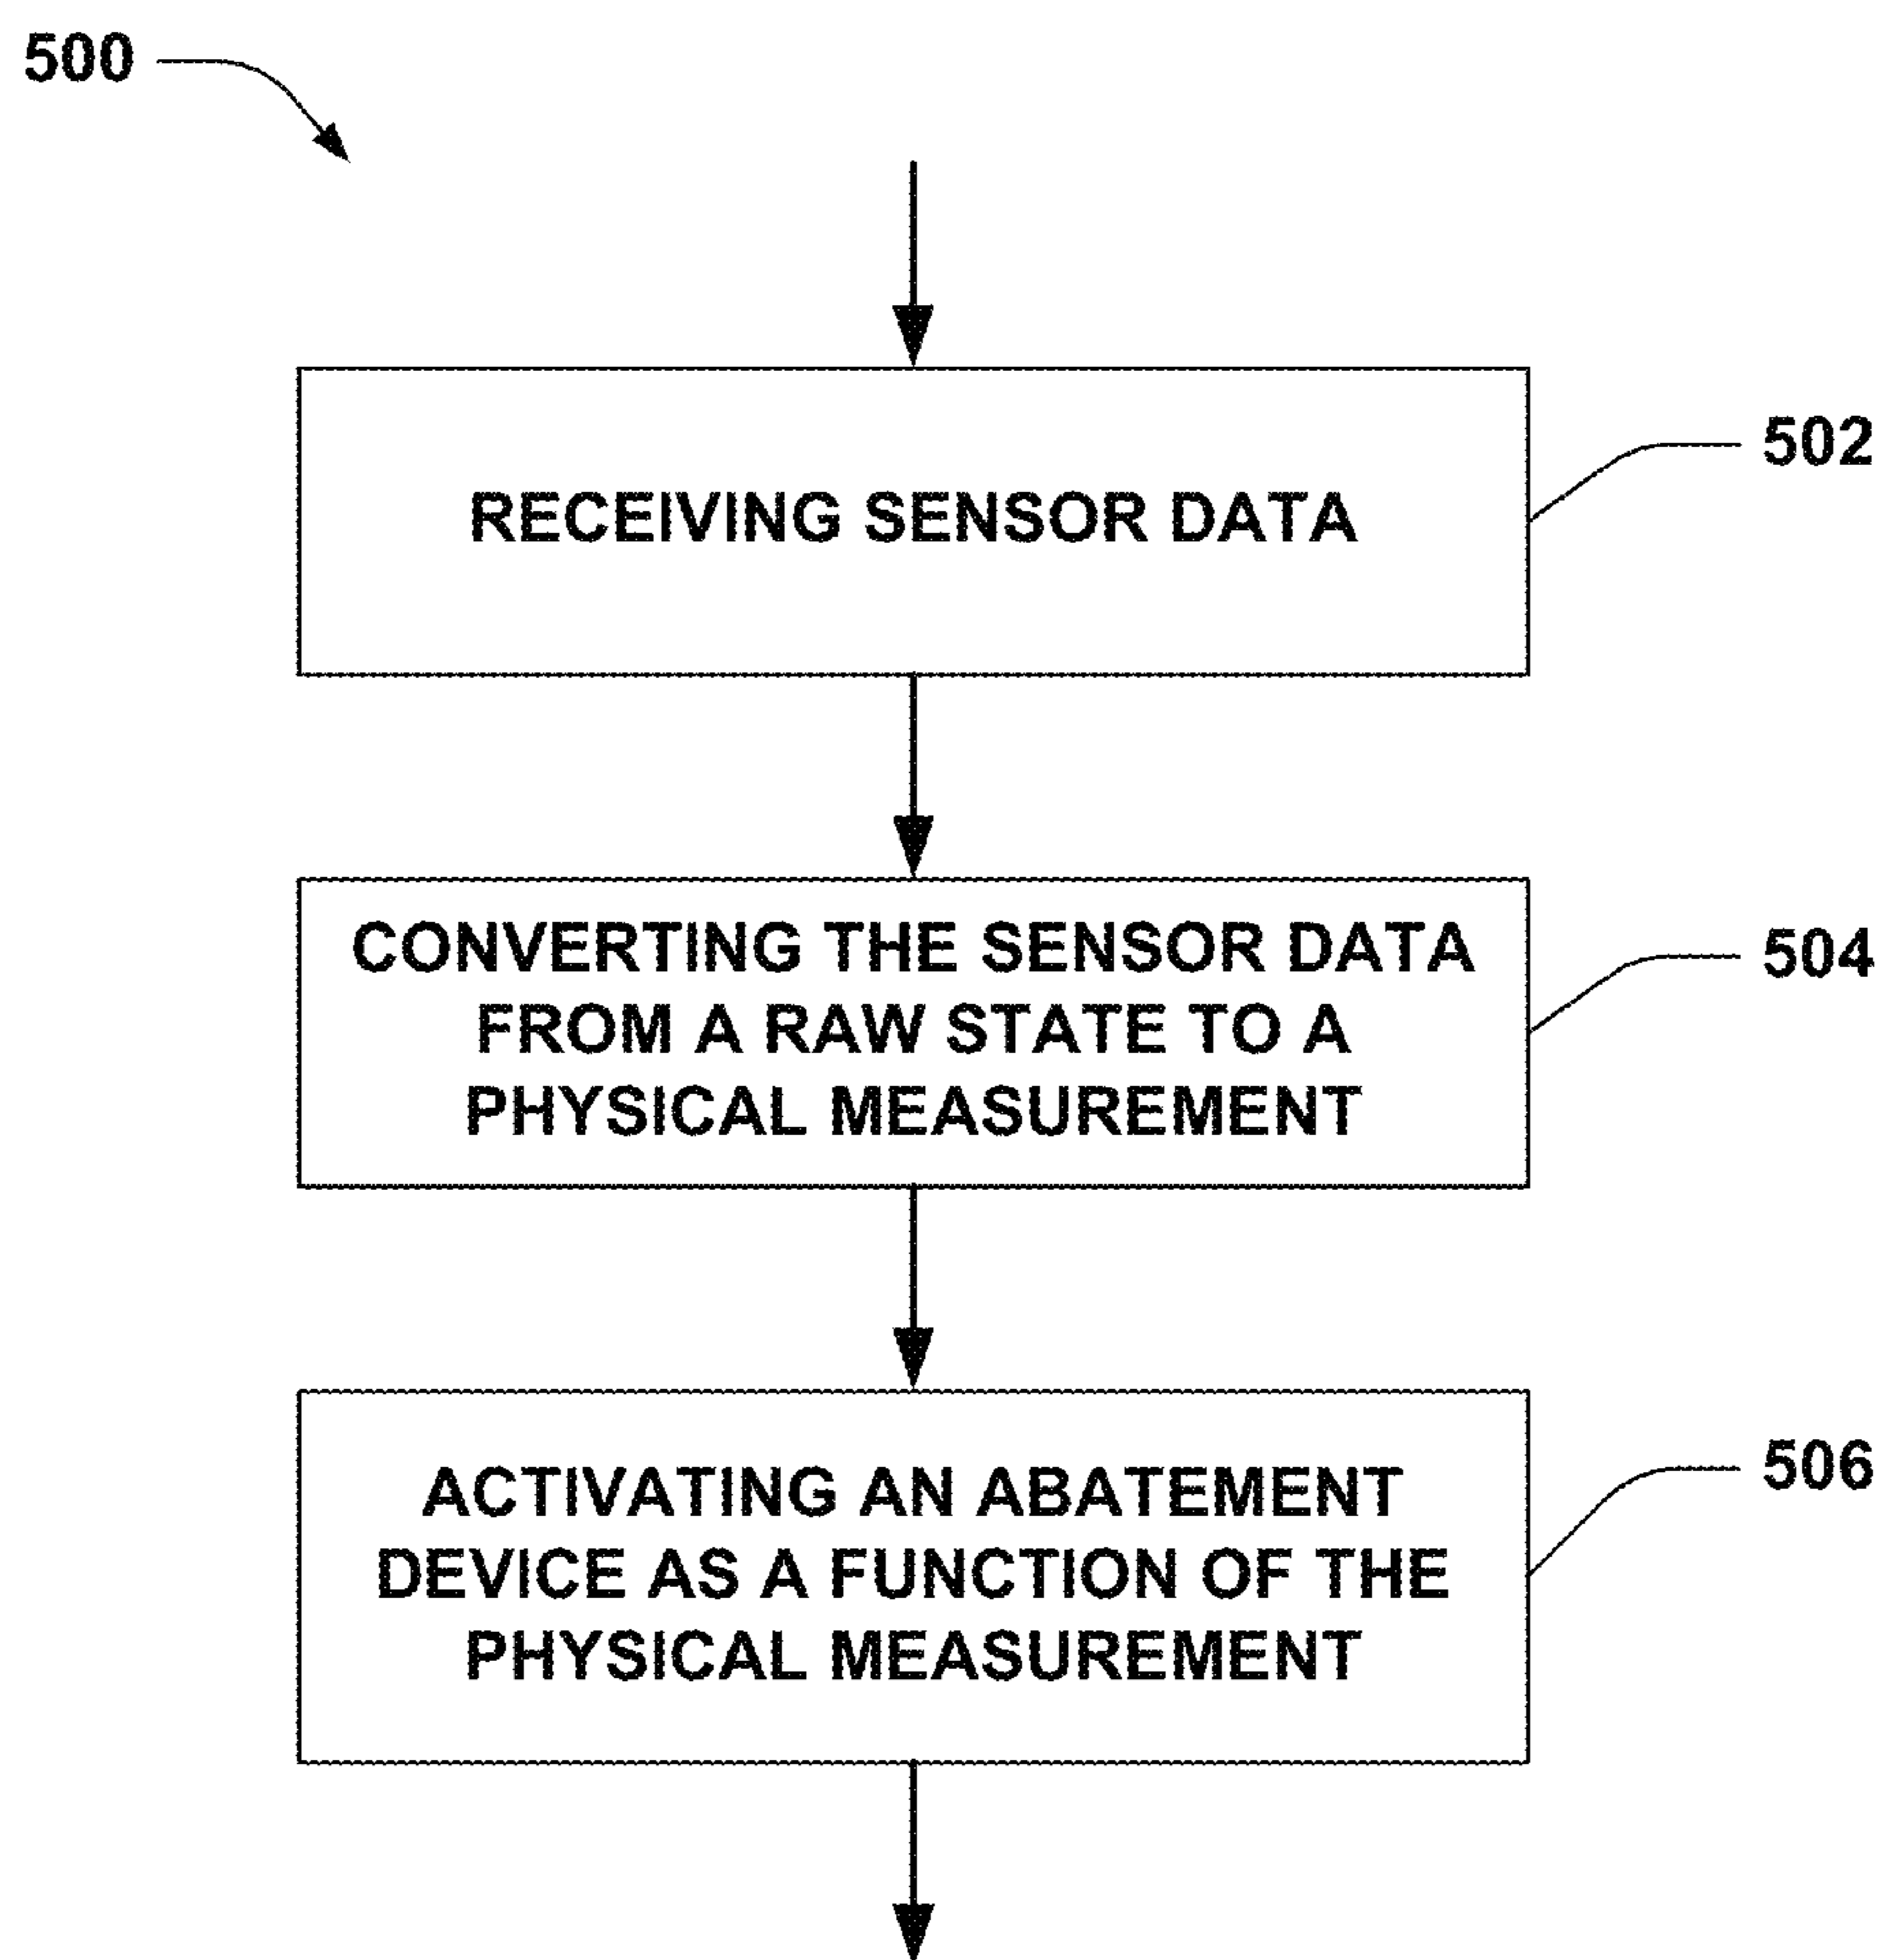 500
RECEIVING SENSOR DATA
502
CONVERTING THE SENSOR DATA
FROM A RAW STATE TO A
PHYSICAL MEASUREMENT
504
ACTIVATING AN ABATEMENT
DEVICE AS A FUNCTION OF THE
PHYSICAL MEASUREMENT
506